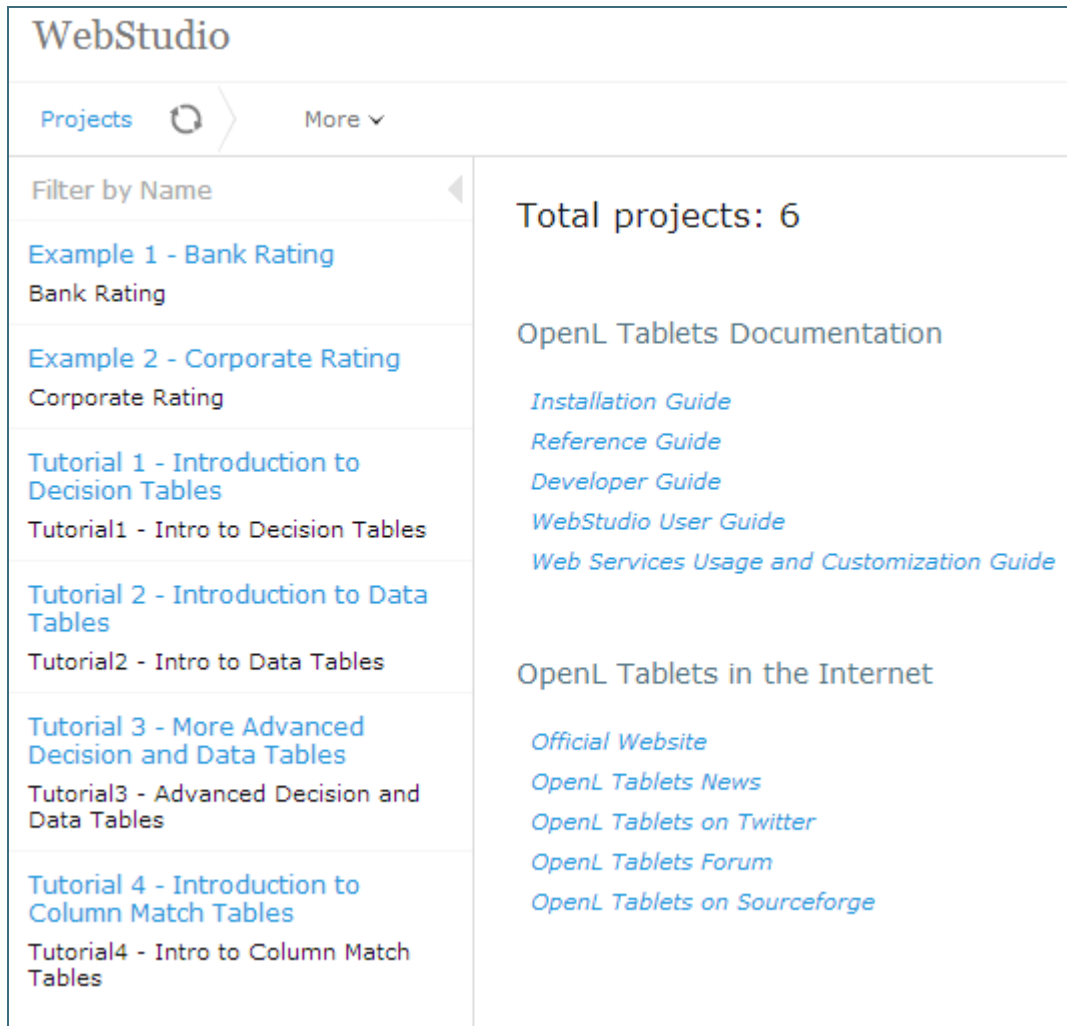 WebStudio
Projects
More
Filter by Name
Example 1 - Bank Rating
Bank Rating
Example 2 - Corporate Rating
Corporate Rating
Tutorial 1 - Introduction to
Decision Tables
Tutorial1 - Intro to Decision Tables
Tutorial 2 - Introduction to Data
Tables
Tutorial2 - Intro to Data Tables
Tutorial 3 - More Advanced
Decision and Data Tables
Tutorial3 - Advanced Decision and
Data Tables
Tutorial 4 - Introduction to
Column Match Tables
Tutorial4 - Intro to Column Match
Tables
Total projects: 6
OpenL Tablets Documentation
Installation Guide
Reference Guide
Developer Guide
WebStudio User Guide
Web Services Usage and Customization Guide
OpenL Tablets in the Internet
Official Website
OpenL Tablets News
OpenL Tablets on Twitter
OpenL Tablets Forum
OpenL Tablets on Sourceforge